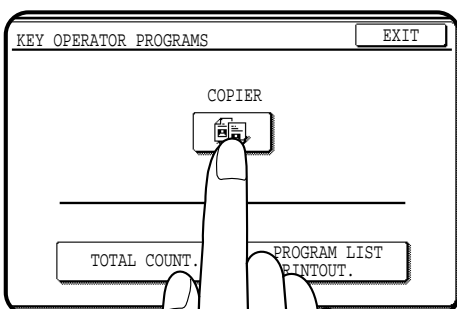 KEY OPERATOR PROGRAMS
EXIT
COPIER
TOTAL COUNT.
PROGRAM LIST
RINTOUT.